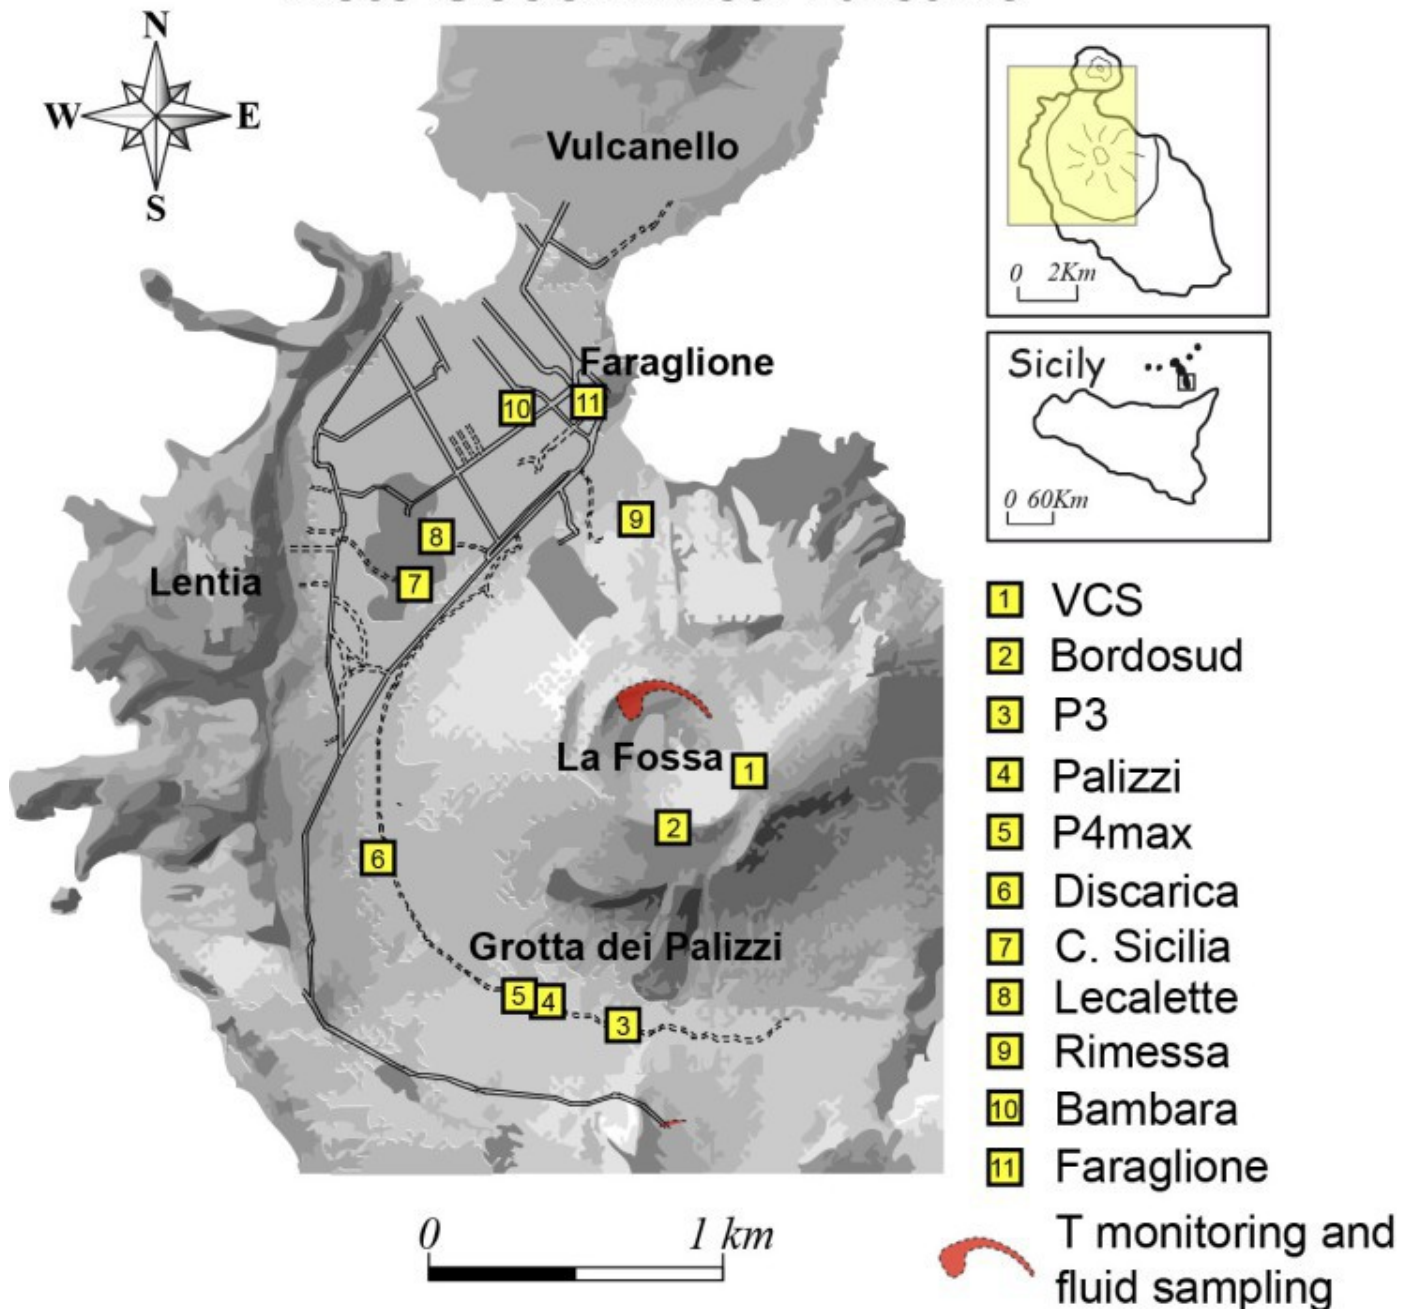 N
W E
S
Vulcanello
Faraglione
10
11
9
8
7
Lentia
La Fossa
1
2
6
Grotta dei Palizzi
5
4
3
0 1 km
0 2Km
Sicily
0 60Km
1 VCS
2 Bordosud
3 P3
4 Palizzi
5 P4max
6 Discarica
7 C. Sicilia
8 Lecalette
9 Rimessa
10 Bambara
11 Faraglione
T monitoring and
fluid sampling